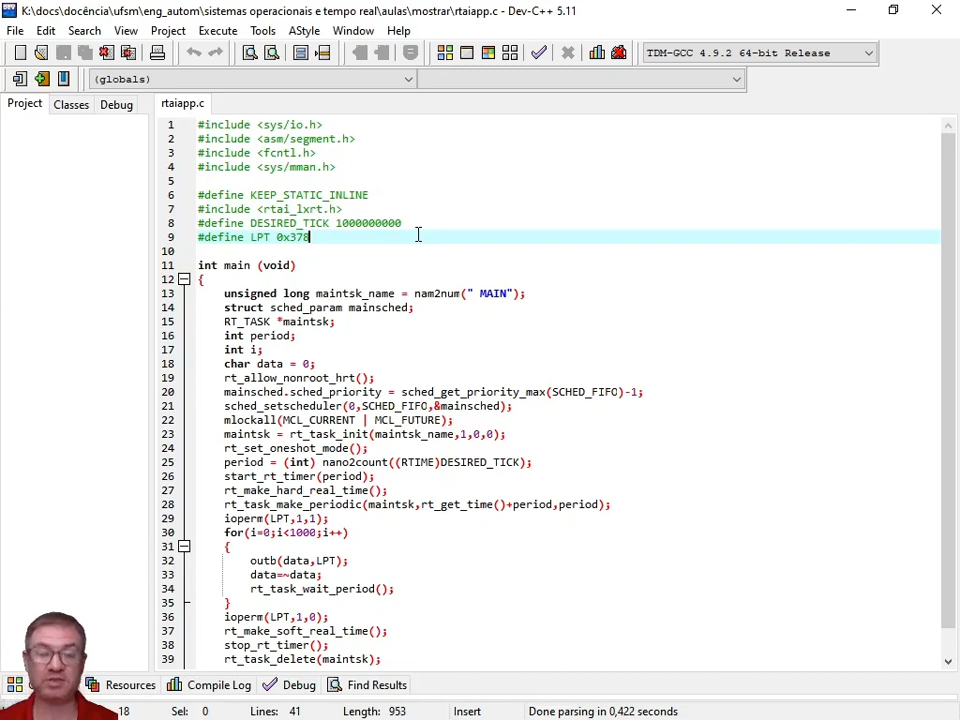 K:\docs\docência\ufsm\eng_autom\sistemas operacionais e tempo real\aulas\mostrar\rtaiapp.c - Dev-C++ 5.11
File Edit Search View Project Execute Tools AStyle Window Help
TDM-GCC 4.9.2 64-bit Release
(globals)
Project Classes Debug rtaiapp.c
1 #include <sys/io.h>
2 #include <asm/segment.h>
3 #include <fcntl.h>
4 #include <sys/mman.h>
5
6 #define KEEP_STATIC_INLINE
7 #include <rtai_lxrt.h>
8 #define DESIRED_TICK 1000000000
9 #define LPT 0x378
10
11 int main (void)
12 {
13 unsigned long maintsk_name = nam2num(" MAIN");
14 struct sched_param mainsched;
15 RT_TASK *maintsk;
16 int period;
17 int i;
18 char data = 0;
19 rt_allow_nonroot_hrt();
20 mainsched.sched_priority = sched_get_priority_max(SCHED_FIFO)-1;
21 sched_setscheduler(0,SCHED_FIFO,&mainsched);
22 mlockall(MCL_CURRENT | MCL_FUTURE);
23 maintsk = rt_task_init(maintsk_name,1,0,0);
24 rt_set_oneshot_mode();
25 period = (int) nano2count((RTIME)DESIRED_TICK);
26 start_rt_timer(period);
27 rt_make_hard_real_time();
28 rt_task_make_periodic(maintsk,rt_get_time()+period,period);
29 ioperm(LPT,1,1);
30 for(i=0;i<1000;i++)
31 {
32 outb(data,LPT);
33 data=~data;
34 rt_task_wait_period();
35 }
36 ioperm(LPT,1,0);
37 rt_make_soft_real_time();
38 stop_rt_timer();
39 rt_task_delete(maintsk);
Resources Compile Log Debug Find Results
18 Sel: 0 Lines: 41 Length: 953 Insert Done parsing in 0,422 seconds